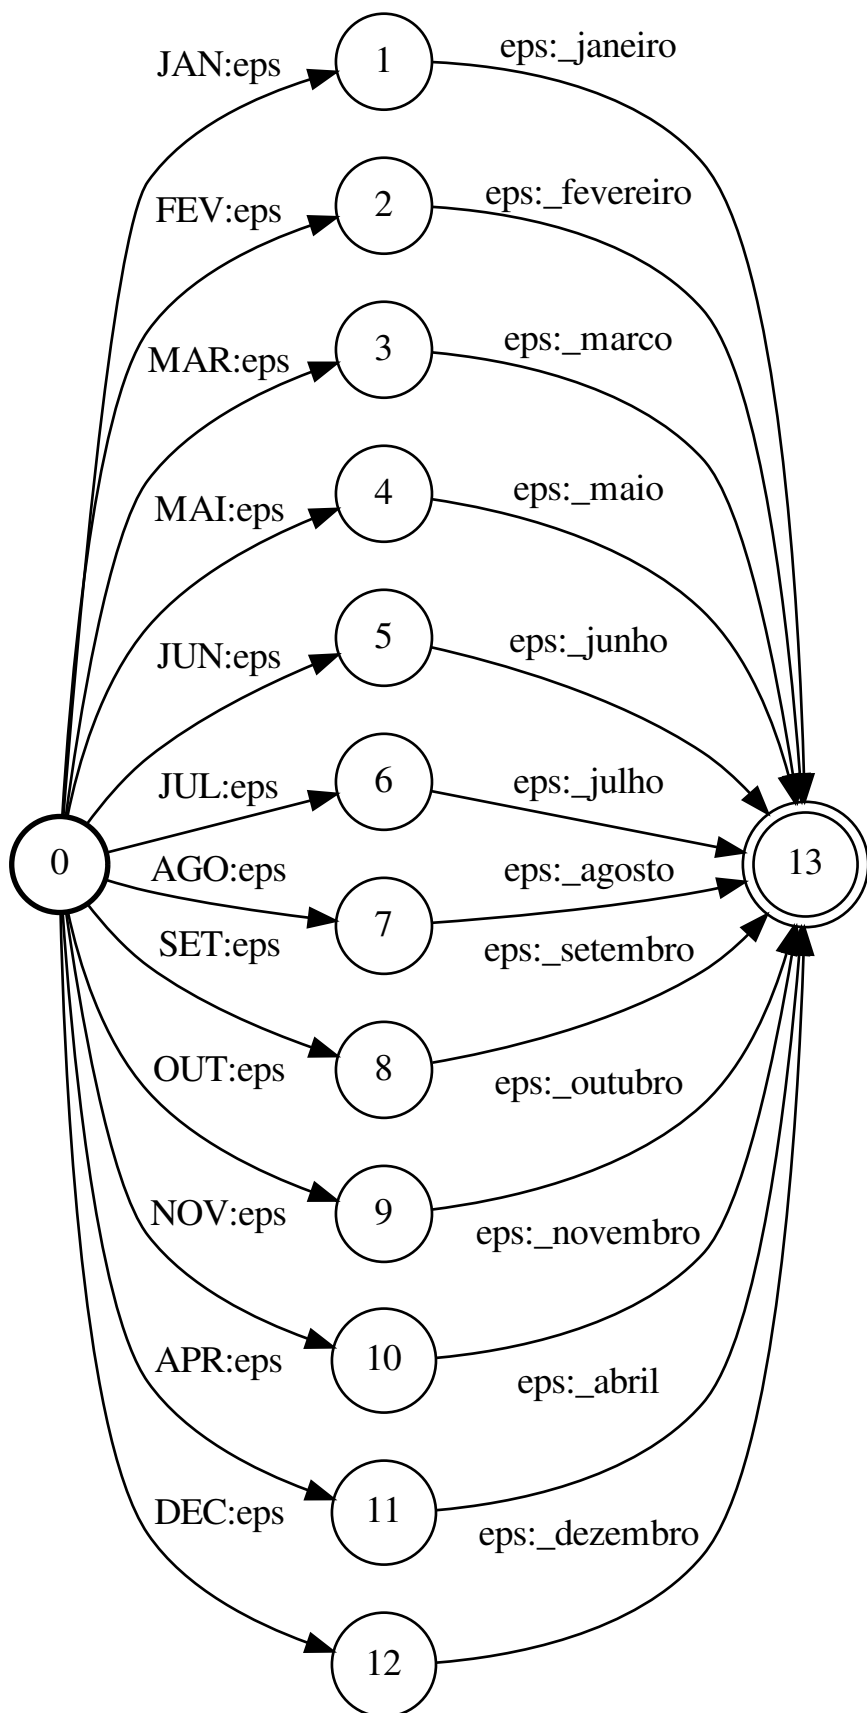 JAN:eps
1
eps:_janeiro
FEV:eps
2
eps:_fevereiro
MAR:eps
3
eps:_marco
MAI:eps
4
eps:_maio
JUN:eps
5
eps:_junho
JUL:eps
6
eps:_julho
0
AGO:eps
7
eps:_agosto
13
SET:eps
8
eps:_setembro
OUT:eps
9
eps:_outubro
NOV:eps
10
eps:_novembro
APR:eps
11
eps:_abril
DEC:eps
12
eps:_dezembro